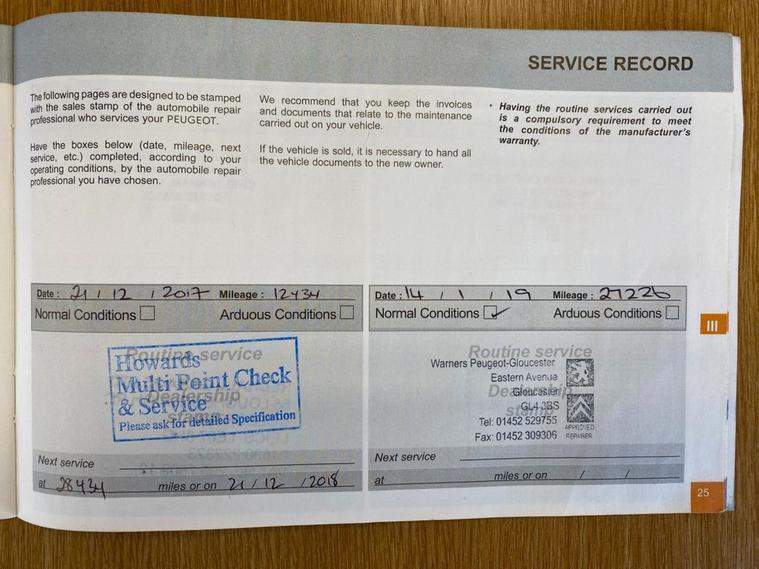 SERVICE RECORD
The following pages are designed to be stamped
with the sales stamp of the automobile repair
professional who services your PEUGEOT.
Have the boxes below (date, mileage, next
service, etc.) completed, according to your
operating conditions, by the automobile repair
professional you have chosen.
We recommend that you keep the invoices
and documents that relate to the maintenance
carried out on your vehicle.
If the vehicle is sold, it is necessary to hand all
the vehicle documents to the new owner.
• Having the routine services carried out
is a compulsory requirement to meet
the conditions of the manufacturer's
warranty.
Date : 21 / 12 / 2017 Mileage : 12434
Normal Conditions Arduous Conditions
Routine service
Dealership
Howards
Multi Point Check
& Service
Please ask for detailed Specification
Next service
at 28434 miles or on 21 / 12 / 2018
Date : 14 / 1 / 19 Mileage : 27226
Normal Conditions ✓ Arduous Conditions
Routine service
Dealership
stamp
Warners Peugeot-Gloucester
Eastern Avenue
Gloucester
GL4 3BS
Tel: 01452 529755
Fax: 01452 309306
APPROVED
REPAIRER
Next service
at miles or on / /
III
25